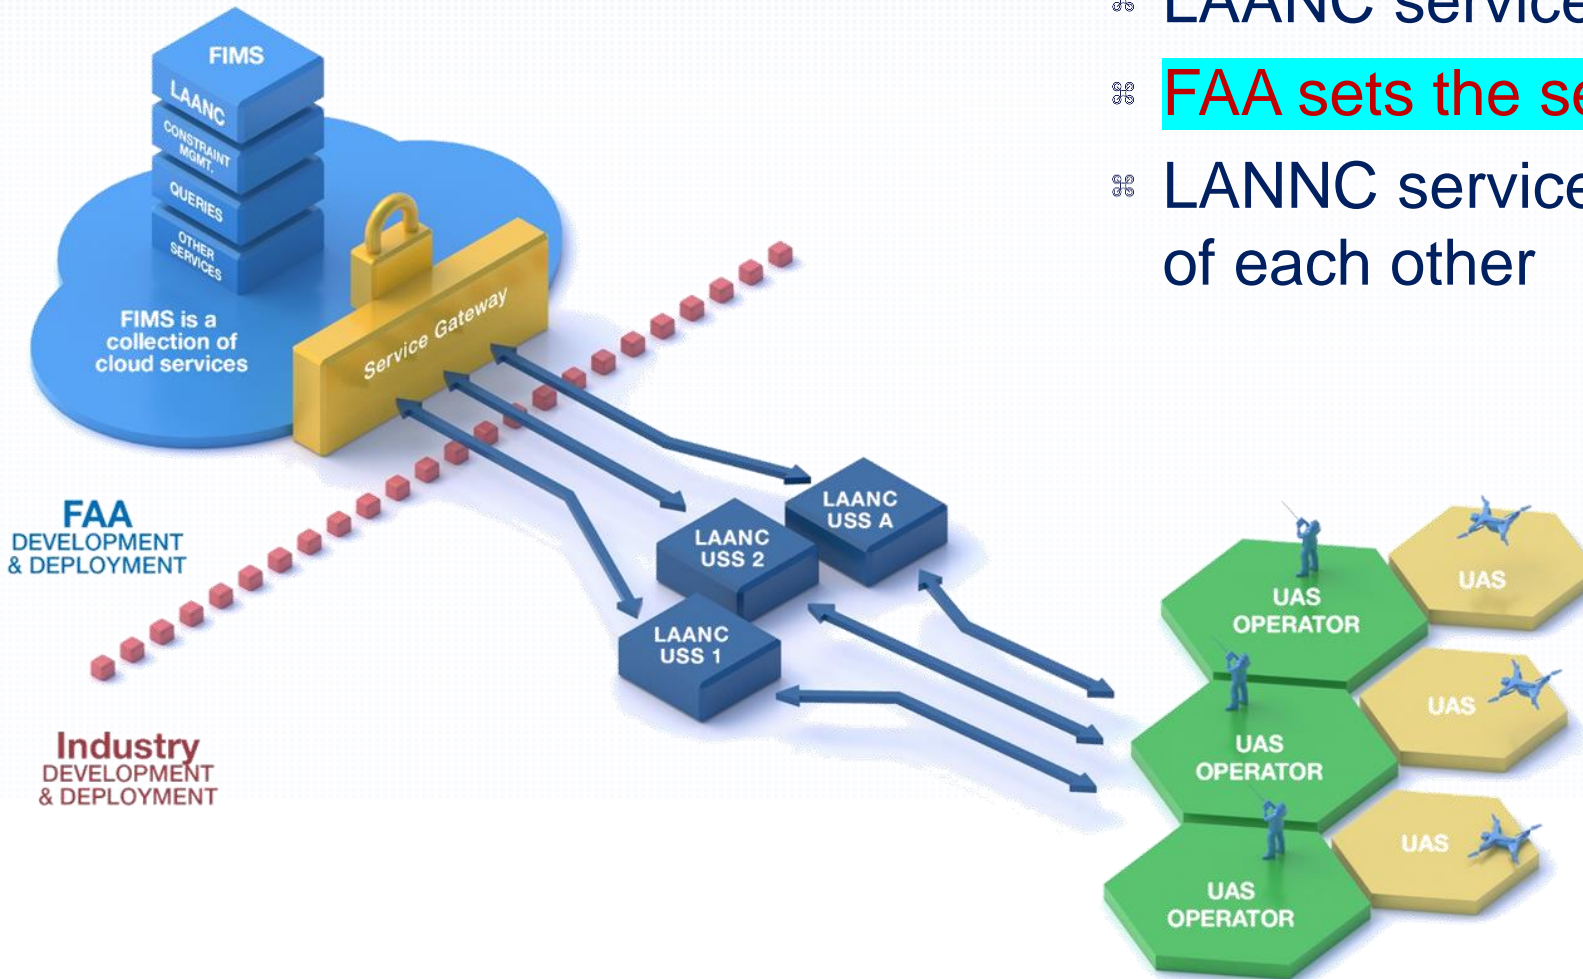 LAANC service
FAA sets the se
LANNC service
of each other
FIMS
LAANC
CONSTRAINT
MGMT.
QUERIES
OTHER
SERVICES
FIMS is a
collection of
cloud services
Service Gateway
FAA
DEVELOPMENT
& DEPLOYMENT
Industry
DEVELOPMENT
& DEPLOYMENT
LAANC
USS A
LAANC
USS 2
LAANC
USS 1
UAS
OPERATOR
UAS
UAS
OPERATOR
UAS
UAS
OPERATOR
UAS